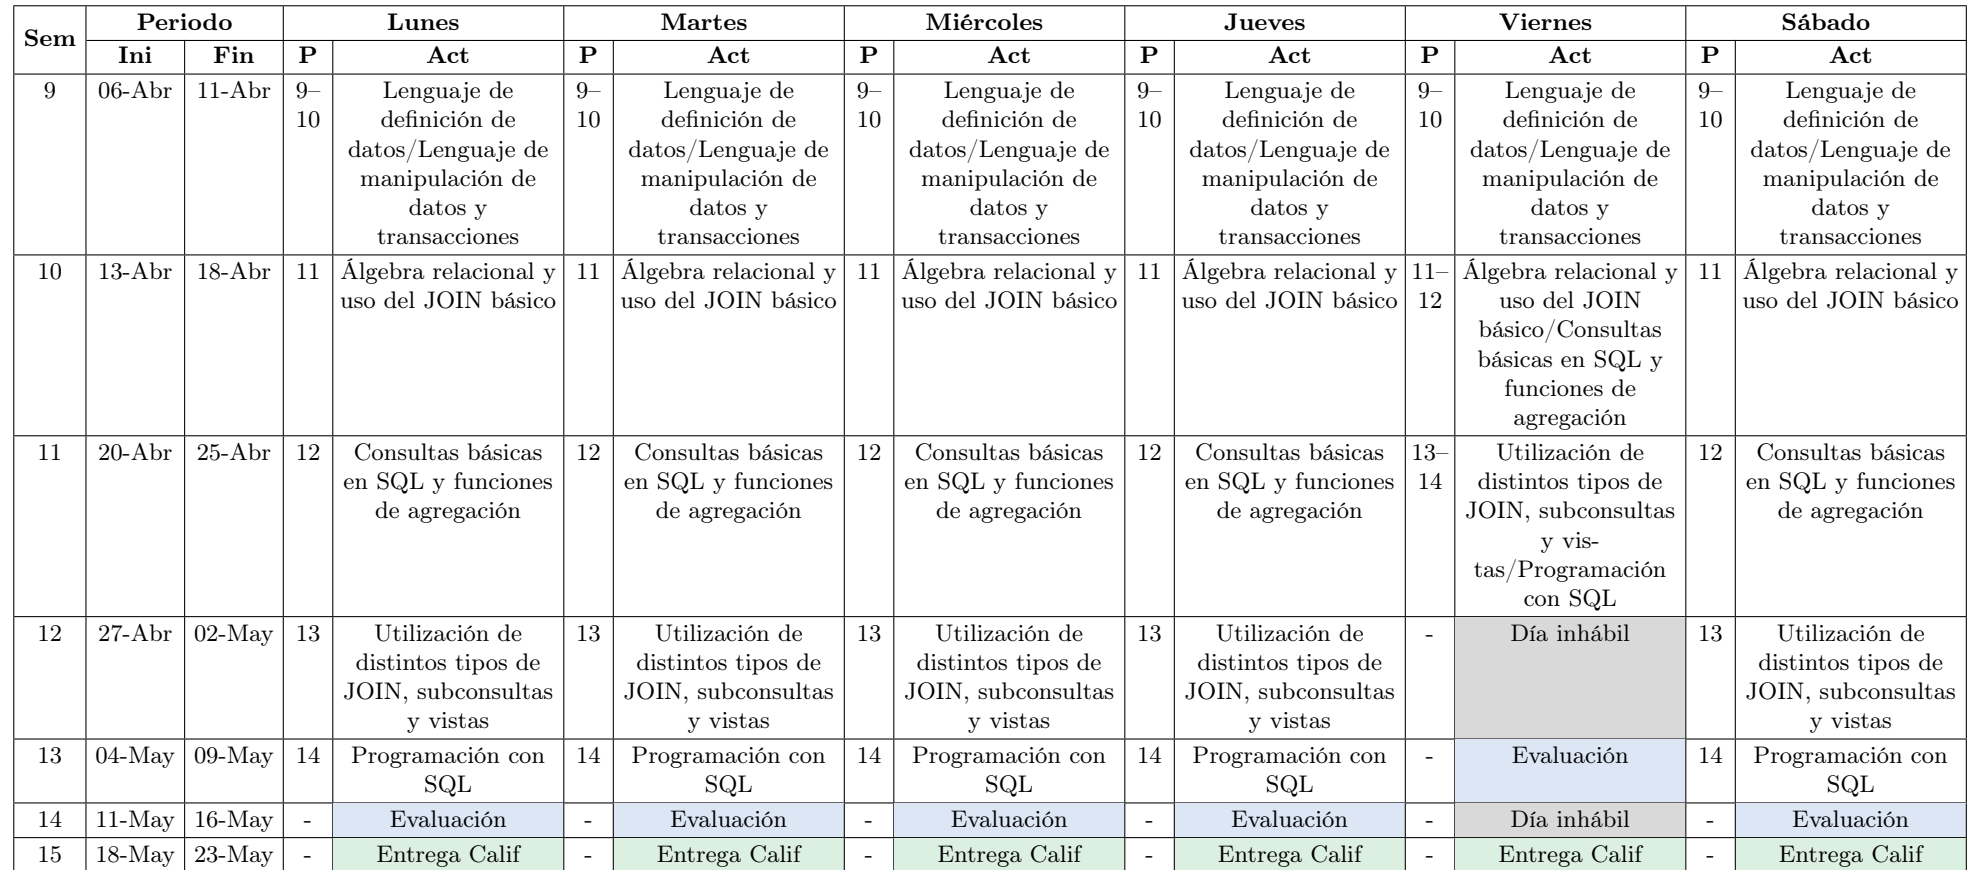 Sem Periodo Lunes Martes Miércoles Jueves Viernes Sábado
Ini Fin P Act P Act P Act P Act P Act P Act
9 06-Abr 11-Abr 9– Lenguaje de 9– Lenguaje de 9– Lenguaje de 9– Lenguaje de 9– Lenguaje de 9– Lenguaje de
10 definición de 10 definición de 10 definición de 10 definición de 10 definición de 10 definición de
datos/Lenguaje de datos/Lenguaje de datos/Lenguaje de datos/Lenguaje de datos/Lenguaje de datos/Lenguaje de
manipulación de manipulación de manipulación de manipulación de manipulación de manipulación de
datos y datos y datos y datos y datos y datos y
transacciones transacciones transacciones transacciones transacciones transacciones
10 13-Abr 18-Abr 11 Álgebra relacional y 11 Álgebra relacional y 11 Álgebra relacional y 11 Álgebra relacional y 11– Álgebra relacional y 11 Álgebra relacional y
uso del JOIN básico uso del JOIN básico uso del JOIN básico uso del JOIN básico 12 uso del JOIN uso del JOIN básico
básico/Consultas
básicas en SQL y
funciones de
agregación
11 20-Abr 25-Abr 12 Consultas básicas 12 Consultas básicas 12 Consultas básicas 12 Consultas básicas 13– Utilización de 12 Consultas básicas
en SQL y funciones en SQL y funciones en SQL y funciones en SQL y funciones 14 distintos tipos de en SQL y funciones
de agregación de agregación de agregación de agregación JOIN, subconsultas de agregación
y vis-
tas/Programación
con SQL
12 27-Abr 02-May 13 Utilización de 13 Utilización de 13 Utilización de 13 Utilización de - Día inhábil 13 Utilización de
distintos tipos de distintos tipos de distintos tipos de distintos tipos de distintos tipos de
JOIN, subconsultas JOIN, subconsultas JOIN, subconsultas JOIN, subconsultas JOIN, subconsultas
y vistas y vistas y vistas y vistas y vistas
13 04-May 09-May 14 Programación con 14 Programación con 14 Programación con 14 Programación con - Evaluación 14 Programación con
SQL SQL SQL SQL SQL
14 11-May 16-May - Evaluación - Evaluación - Evaluación - Evaluación - Día inhábil - Evaluación
15 18-May 23-May - Entrega Calif - Entrega Calif - Entrega Calif - Entrega Calif - Entrega Calif - Entrega Calif